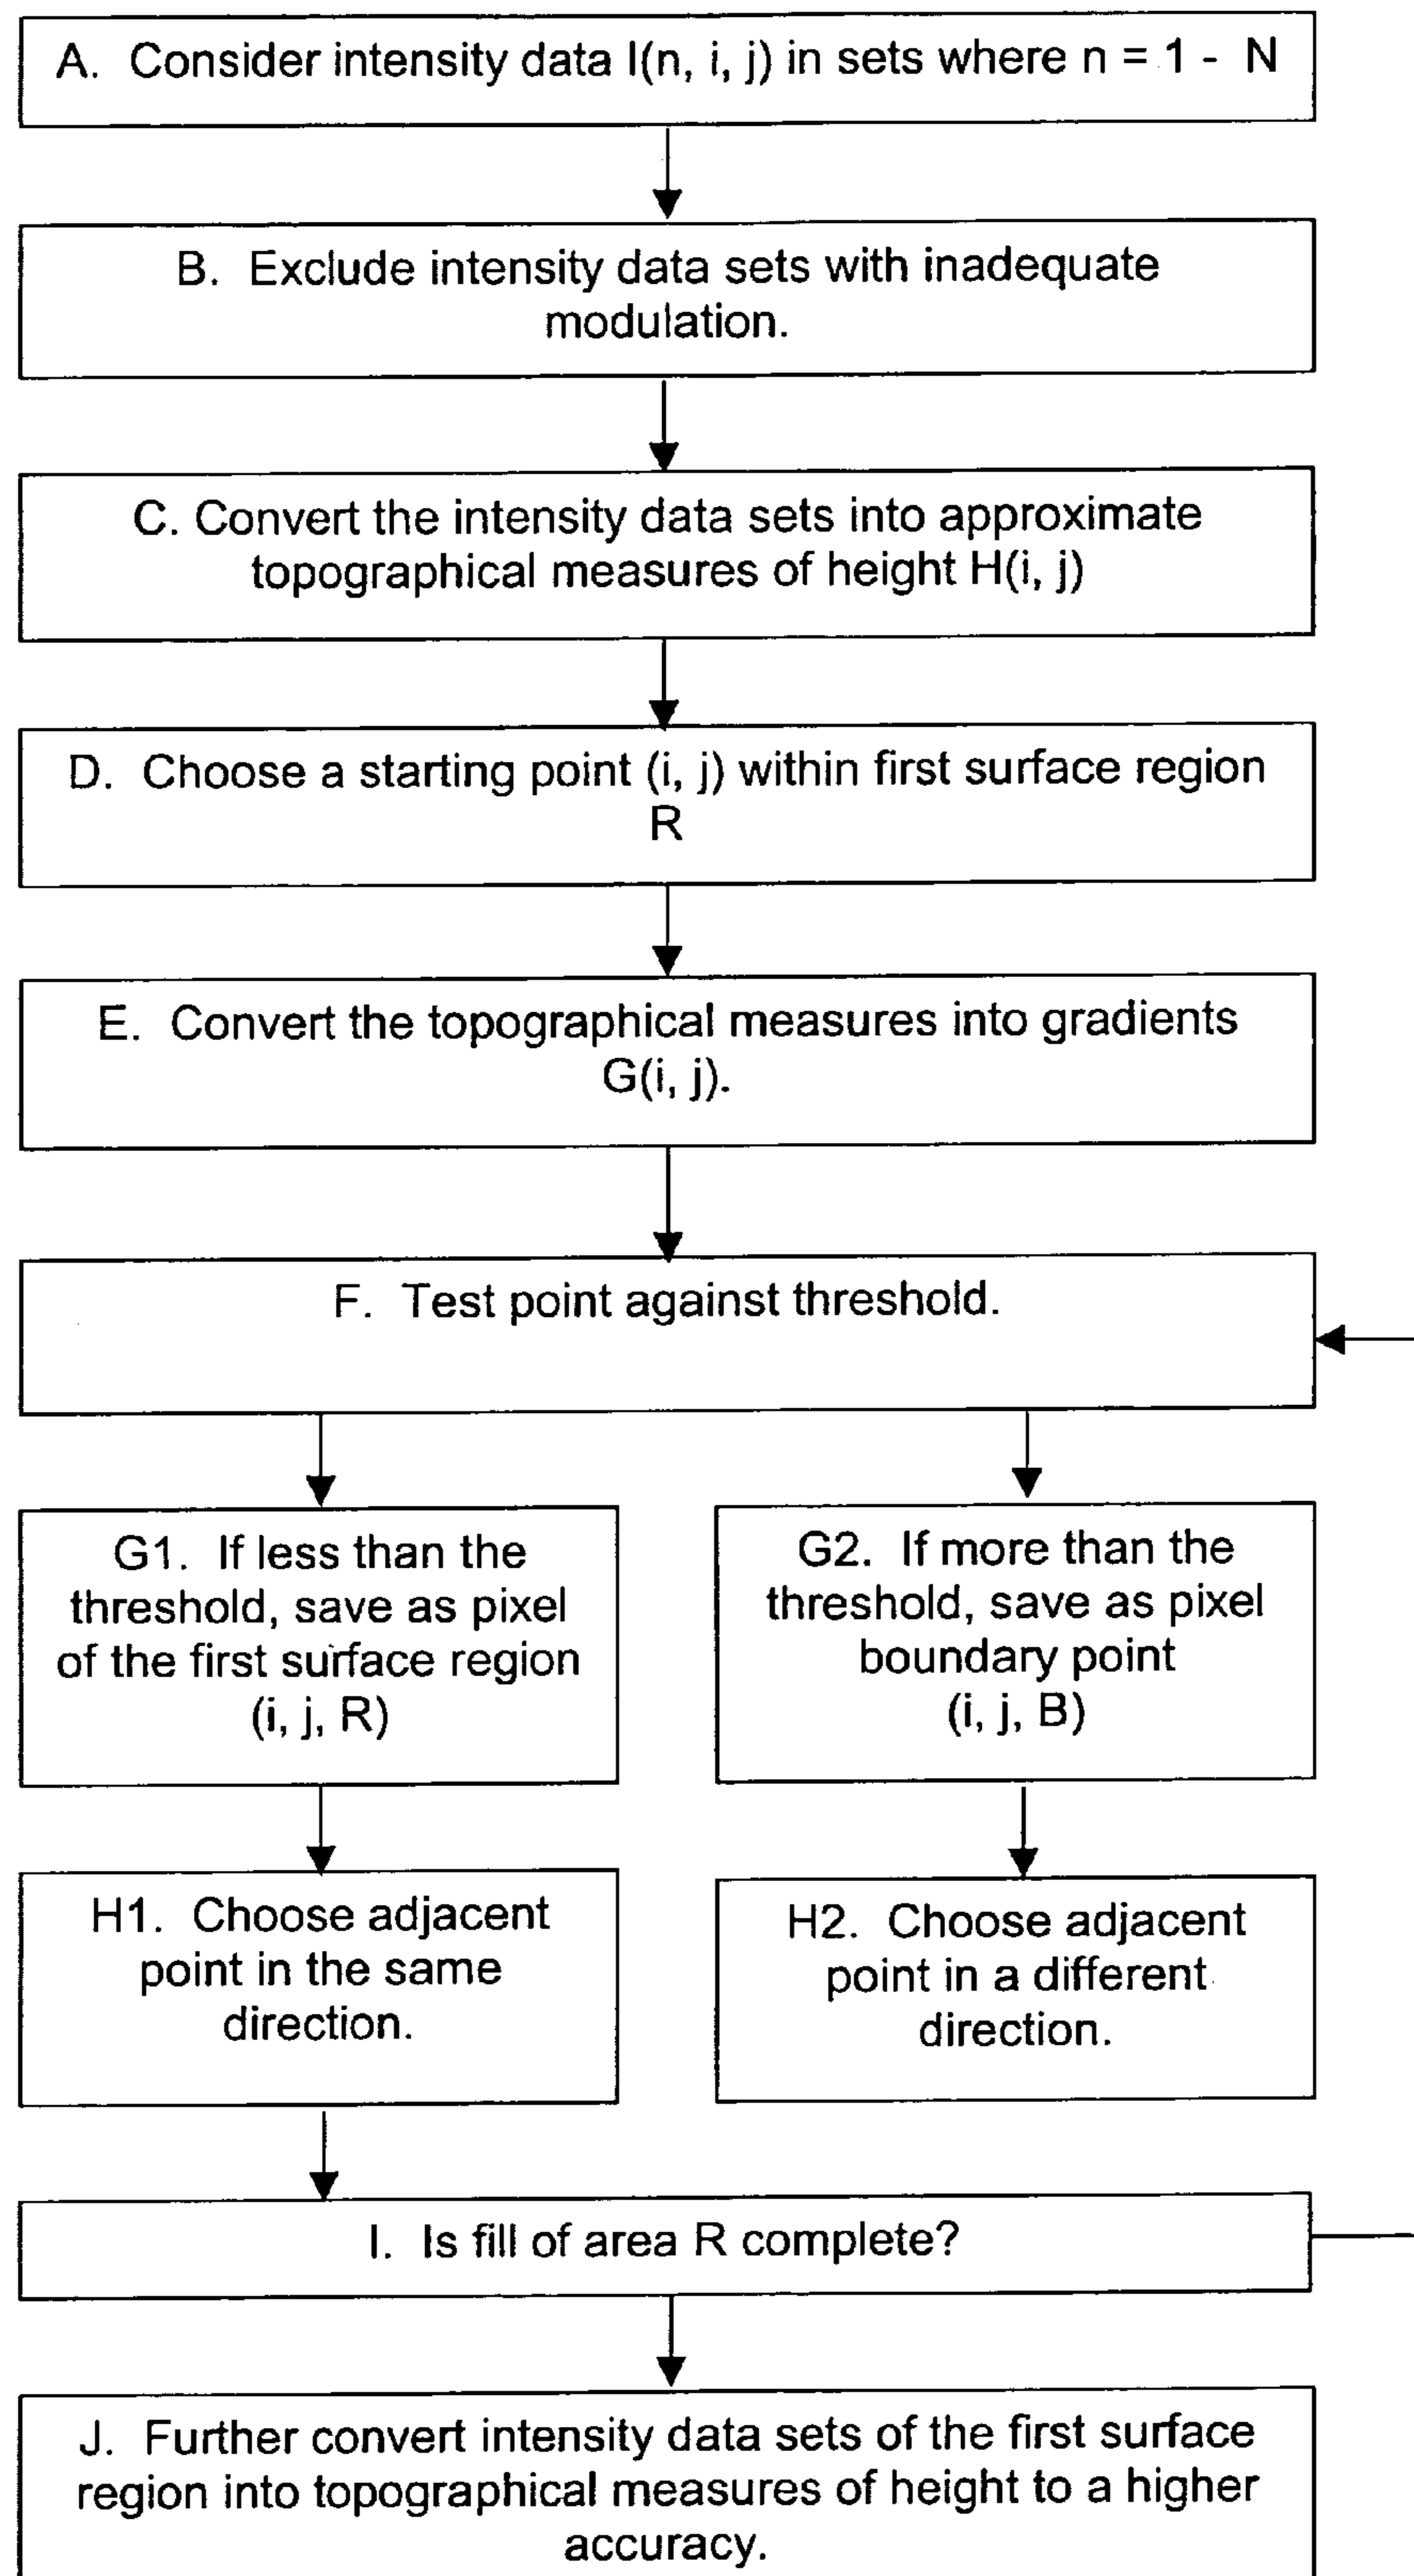 A. Consider intensity data I(n, i, j) in sets where n = 1 - N
B. Exclude intensity data sets with inadequate
modulation.
C. Convert the intensity data sets into approximate
topographical measures of height H(i, j)
D. Choose a starting point (i, j) within first surface region
R
E. Convert the topographical measures into gradients
G(i, j).
F. Test point against threshold.
G1. If less than the
threshold, save as pixel
of the first surface region
(i, j, R)
G2. If more than the
threshold, save as pixel
boundary point
(i, j, B)
H1. Choose adjacent
point in the same
direction.
H2. Choose adjacent
point in a different
direction.
I. Is fill of area R complete?
J. Further convert intensity data sets of the first surface
region into topographical measures of height to a higher
accuracy.